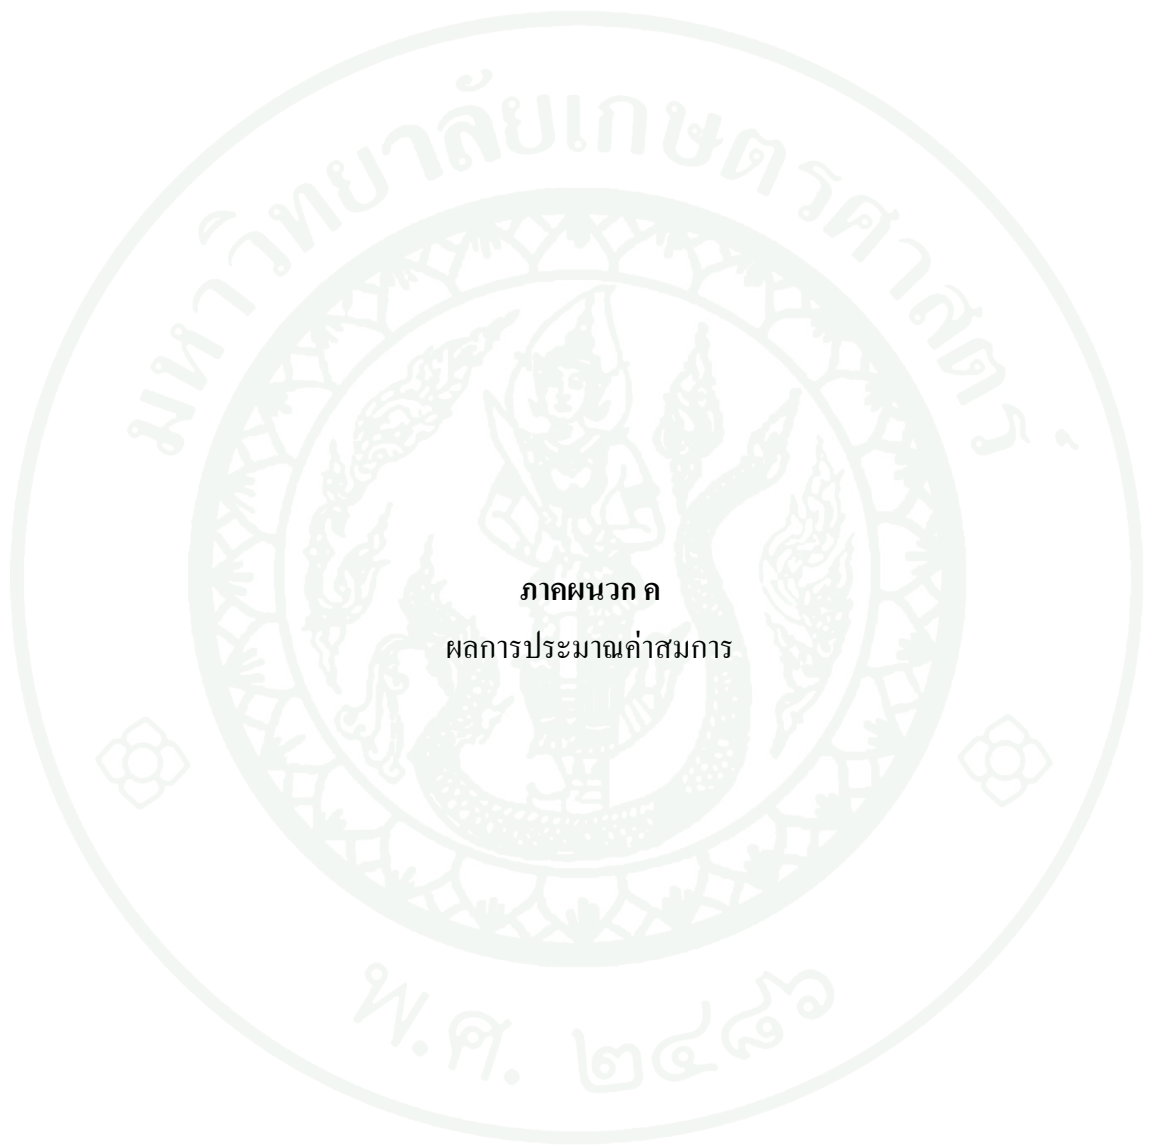 มหาวิทยาลัยเกษตรศาสตร์
ภาคผนวก ค
ผลการประมาณค่าสมการ
พ.ศ. ๒๔๘๖